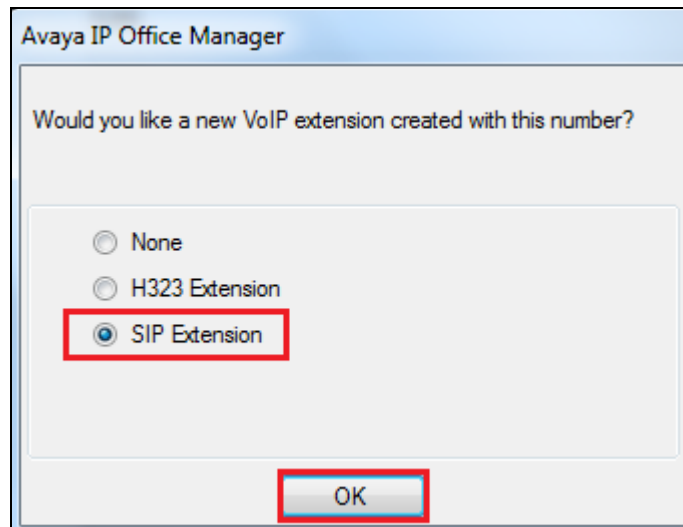 Avaya IP Office Manager
Would you like a new VoIP extension created with this number?
None
H323 Extension
SIP Extension
OK